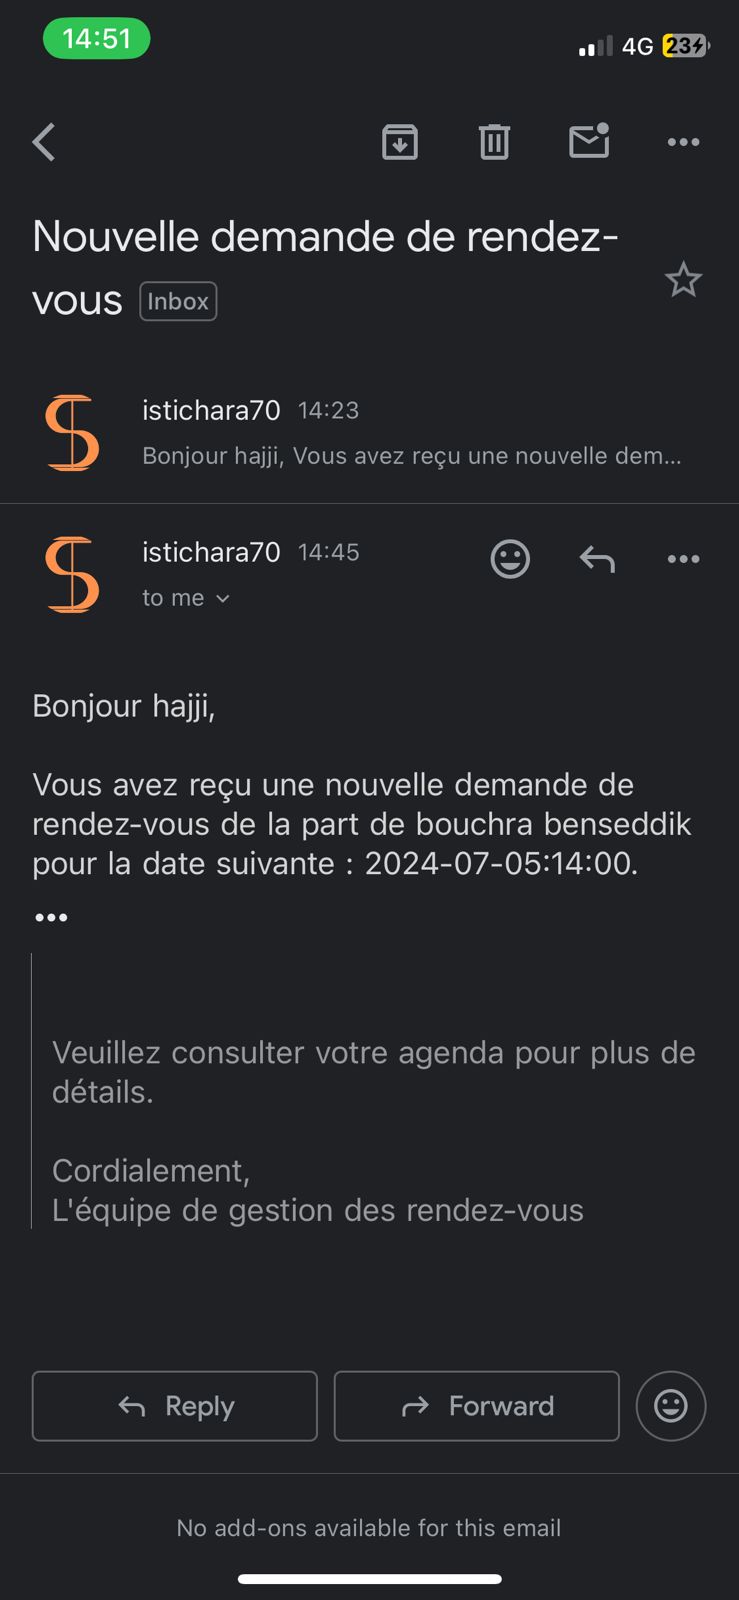 14:51
4G 23
Nouvelle demande de rendez-
vous Inbox
istichara70 14:23
Bonjour hajji, Vous avez reçu une nouvelle dem...
istichara70 14:45
to me
Bonjour hajji,
Vous avez reçu une nouvelle demande de
rendez-vous de la part de bouchra benseddik
pour la date suivante : 2024-07-05:14:00.
Veuillez consulter votre agenda pour plus de
détails.
Cordialement,
L'équipe de gestion des rendez-vous
Reply
Forward
No add-ons available for this email